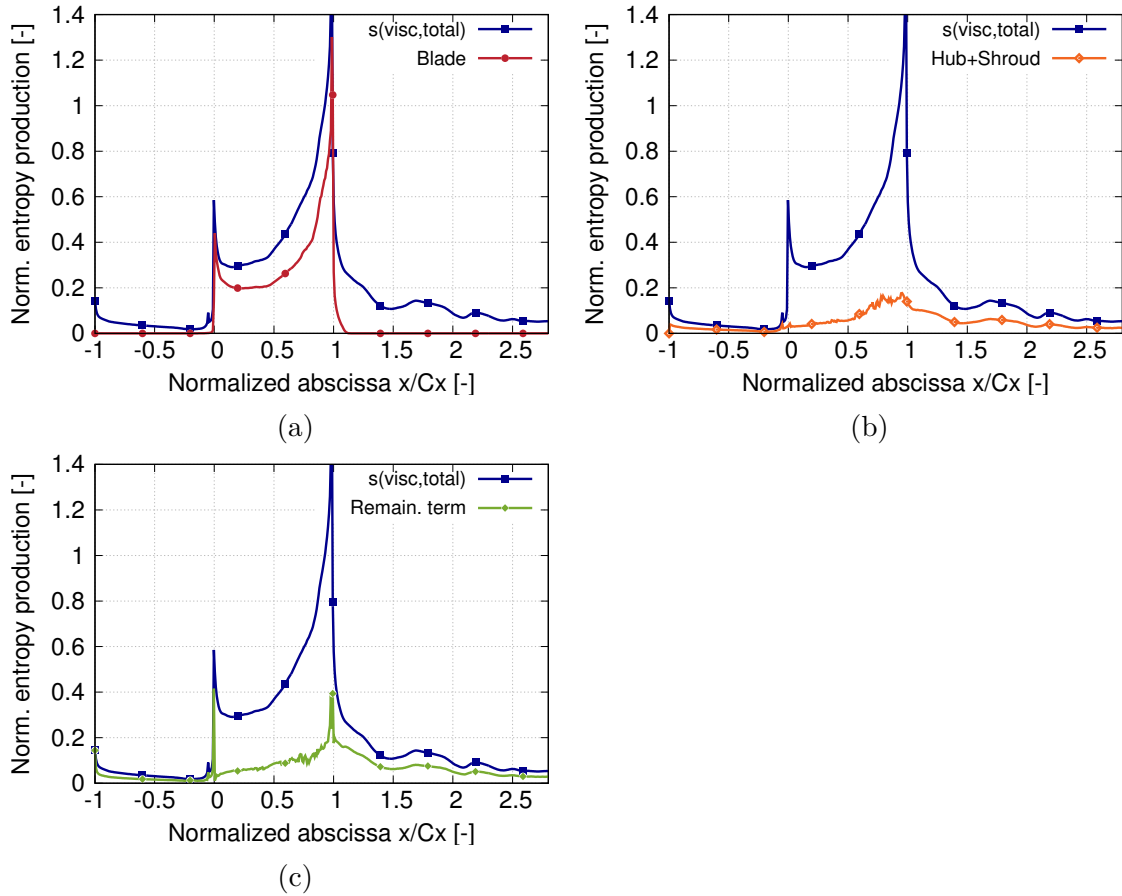 Norm. entropy production [-]
1.4
1.2
1
0.8
0.6
0.4
0.2
0
s(visc,total)
Blade
-1 -0.5 0 0.5 1 1.5 2 2.5
Normalized abscissa x/Cx [-]
(a)
Norm. entropy production [-]
1.4
1.2
1
0.8
0.6
0.4
0.2
0
s(visc,total)
Hub+Shroud
-1 -0.5 0 0.5 1 1.5 2 2.5
Normalized abscissa x/Cx [-]
(b)
Norm. entropy production [-]
1.4
1.2
1
0.8
0.6
0.4
0.2
0
s(visc,total)
Remain. term
-1 -0.5 0 0.5 1 1.5 2 2.5
Normalized abscissa x/Cx [-]
(c)